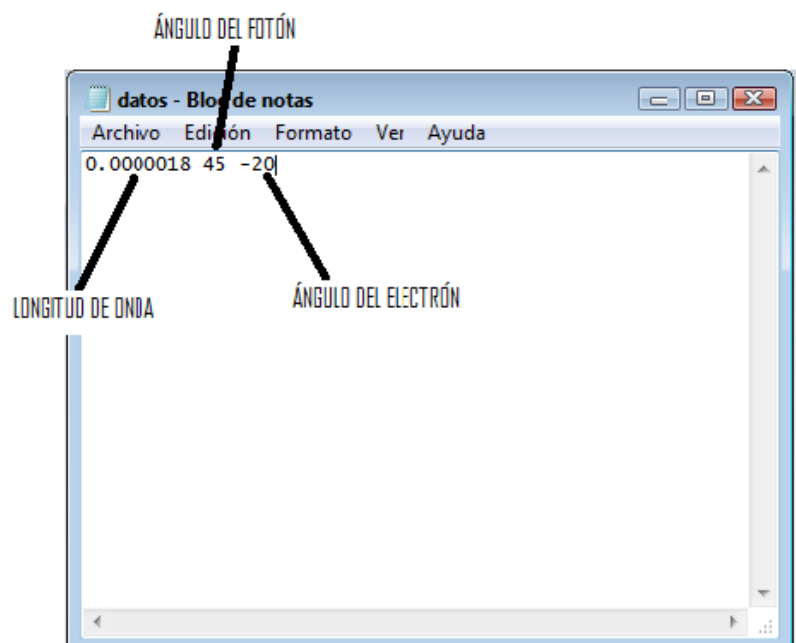 ÁNGULO DEL FOTÓN
datos - Bloc de notas
Archivo Edición Formato Ver Ayuda
0.0000018 45 -20
LONGITUD DE ONDA
ÁNGULO DEL ELECTRÓN